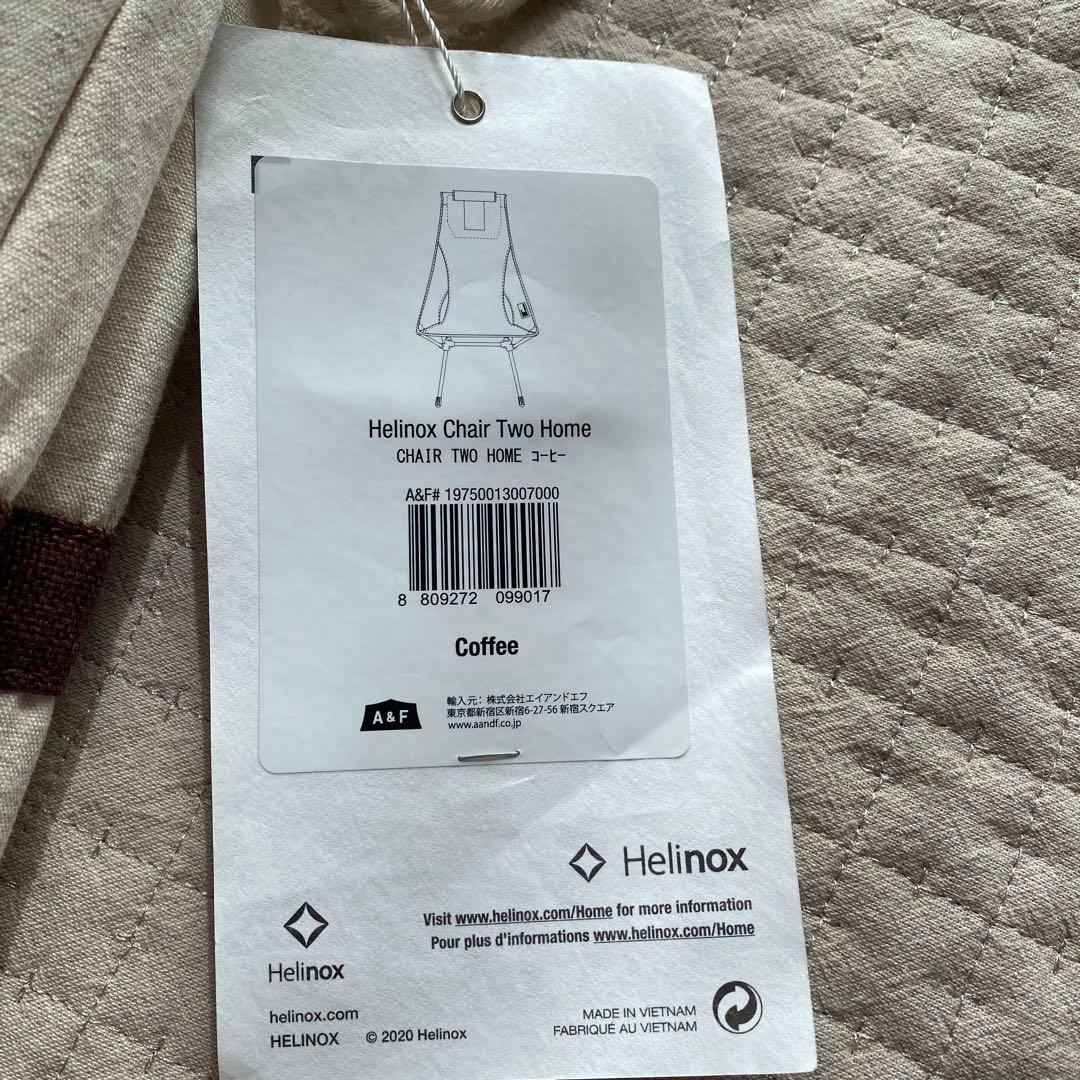 Helinox Chair Two Home
CHAIR TWO HOME ｺｰﾋｰ
A&F# 19750013007000
8 809272 099017
Coffee
A&F
輸入元：株式会社エイアンドエフ
東京都新宿区新宿6-27-56 新宿スクエア
www.aandf.co.jp
Helinox
Visit www.helinox.com/Home for more information
Pour plus d'informations www.helinox.com/Home
Helinox
helinox.com
HELINOX © 2020 Helinox
MADE IN VIETNAM
FABRIQUÉ AU VIETNAM